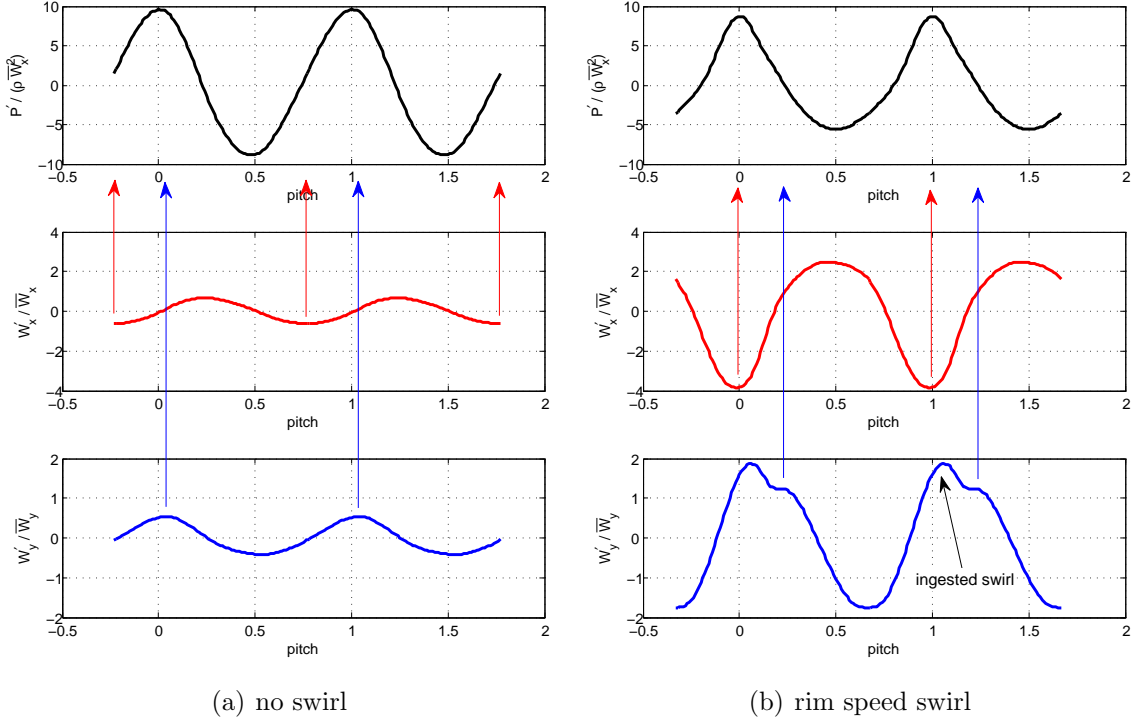 10
5
0
−5
−10
−0.5 0 0.5 1 1.5 2
pitch
P′ / (ρ W̅x²)
4
2
0
−2
−4
−0.5 0 0.5 1 1.5 2
pitch
W′x / W̅x
2
1
0
−1
−2
−0.5 0 0.5 1 1.5 2
pitch
W′y / W̅y
(a) no swirl
10
5
0
−5
−10
−0.5 0 0.5 1 1.5 2
pitch
P′ / (ρ W̅x²)
4
2
0
−2
−4
−0.5 0 0.5 1 1.5 2
pitch
W′x / W̅x
2
1
0
−1
−2
−0.5 0 0.5 1 1.5 2
pitch
W′y / W̅y
ingested swirl
(b) rim speed swirl